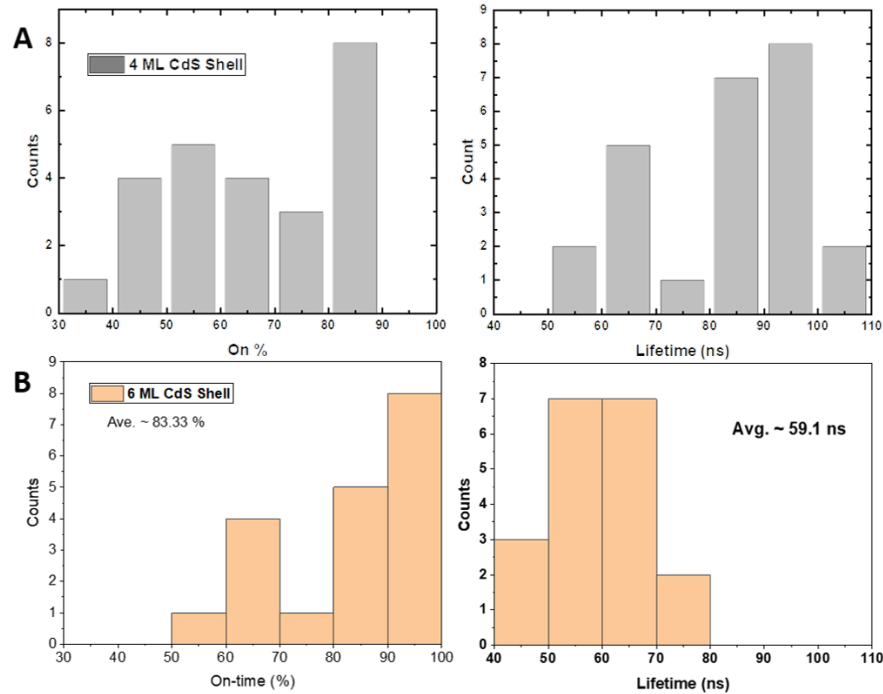 A
4 ML CdS Shell
Counts
8
6
4
2
0
30 40 50 60 70 80 90 100
On %
Count
9
8
7
6
5
4
3
2
1
0
50 60 70 80 90 100 110
Lifetime (ns)
B
6 ML CdS Shell
Ave. ~ 83.33 %
Counts
9
8
7
6
5
4
3
2
1
0
30 40 50 60 70 80 90 100
On-time (%)
Avg. ~ 59.1 ns
Counts
8
7
6
5
4
3
2
1
0
40 50 60 70 80 90 100 110
Lifetime (ns)